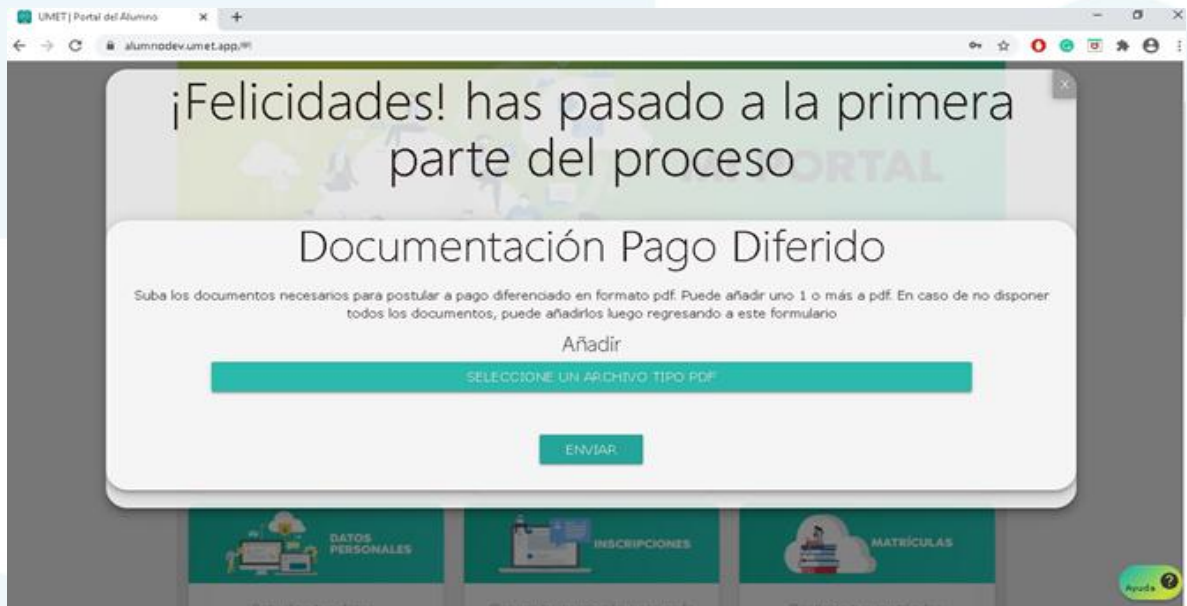 UMET | Portal del Alumno
alumnodev.umet.app/#!
¡Felicidades! has pasado a la primera
parte del proceso
PORTAL
Documentación Pago Diferido
Suba los documentos necesarios para postular a pago diferenciado en formato pdf. Puede añadir uno 1 o más a pdf. En caso de no disponer
todos los documentos, puede añadirlos luego regresando a este formulario
Añadir
SELECCIONE UN ARCHIVO TIPO PDF
ENVIAR
DATOS
PERSONALES
INSCRIPCIONES
MATRÍCULAS
Ayuda